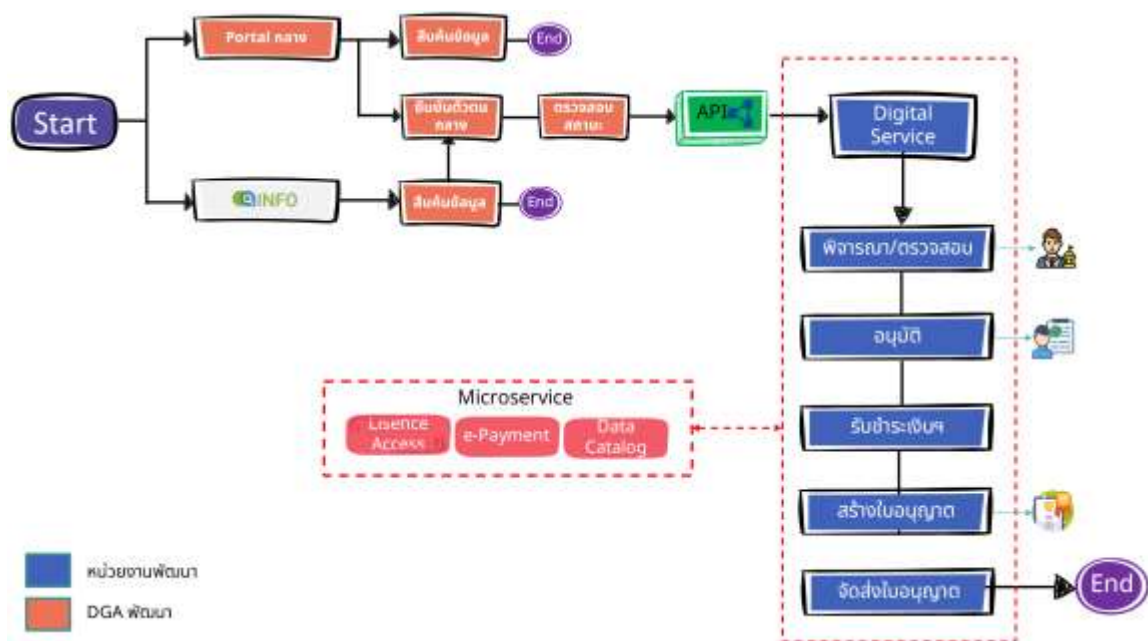 Portal กลาง
สืบค้นข้อมูล
End
Start
ยืนยันตัวตน
กลาง
ตรวจสอบ
สถานะ
API
Digital
Service
INFO
สืบค้นข้อมูล
End
พิจารณา/ตรวจสอบ
อนุมัติ
Microservice
Lisence
Access
e-Payment
Data
Catalog
รับชำระเงินฯ
สร้างใบอนุญาต
หน่วยงานพัฒนา
จัดส่งใบอนุญาต
End
DGA พัฒนา